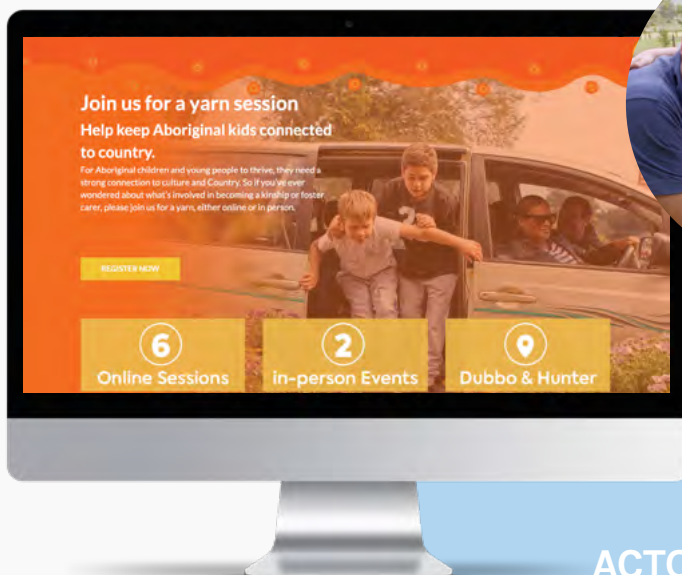 Join us for a yarn session
Help keep Aboriginal kids connected
to country.
For Aboriginal children and young people to thrive, they need a
strong connection to culture and Country. So if you've ever
wondered about what's involved in becoming a kinship or foster
carer, please join us for a yarn, either online or in person.
REGISTER NOW
6
2
Online Sessions
in-person Events
Dubbo & Hunter